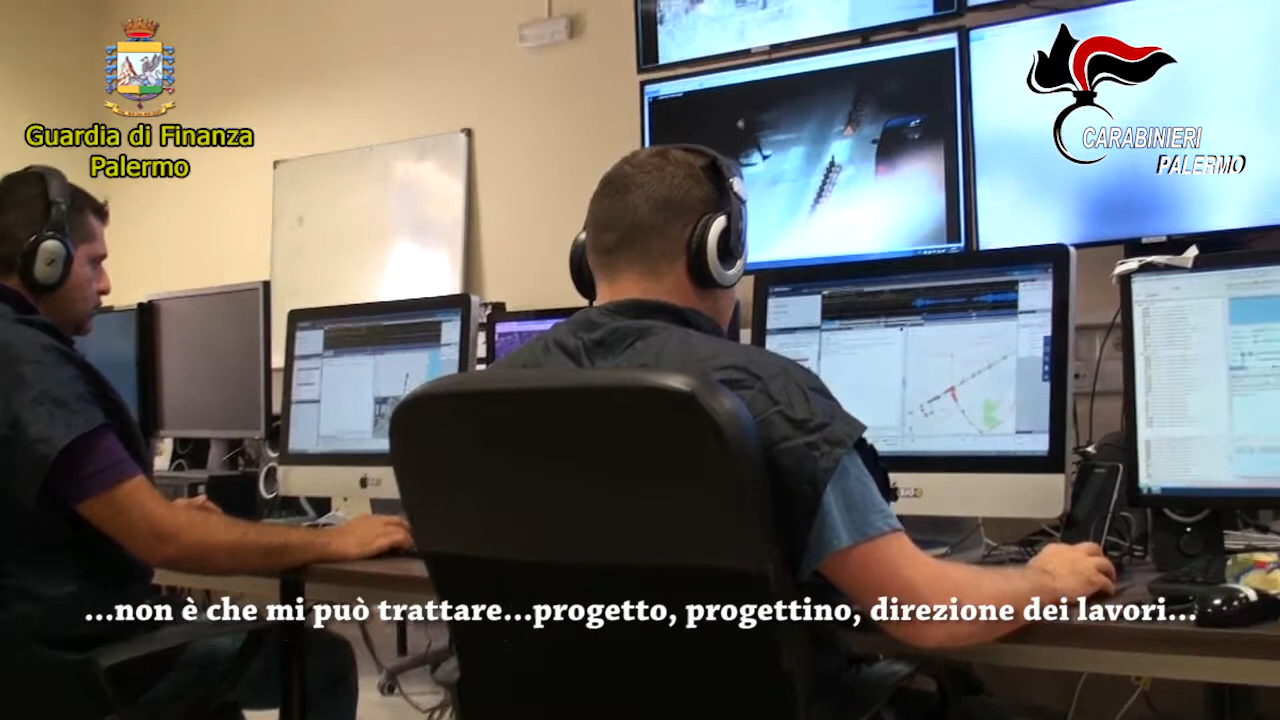 Guardia di Finanza
Palermo
CARABINIERI
PALERMO
...non è che mi può trattare...progetto, progettino, direzione dei lavori...